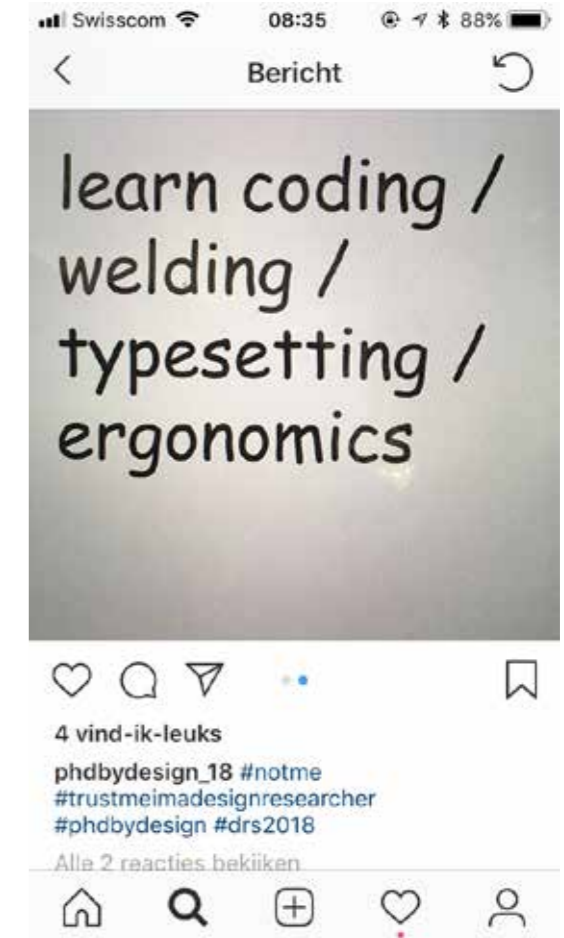 Swisscom 08:35 88%
Bericht
learn coding /
welding /
typesetting /
ergonomics
4 vind-ik-leuks
phdbydesign_18 #notme
#trustmeimadesignresearcher
#phdbydesign #drs2018
Alle 2 reacties bekijken